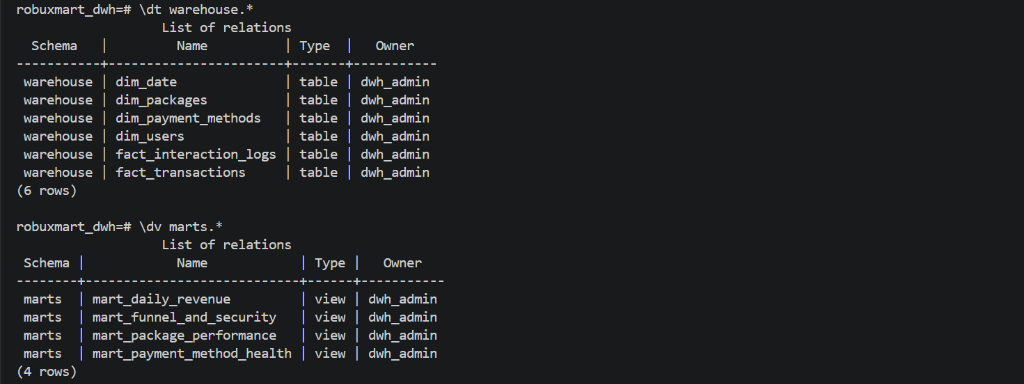 robuxmart_dwh=# \dt warehouse.*
                   List of relations
  Schema   |         Name          | Type  |   Owner
-----------+-----------------------+-------+-----------
 warehouse | dim_date              | table | dwh_admin
 warehouse | dim_packages          | table | dwh_admin
 warehouse | dim_payment_methods   | table | dwh_admin
 warehouse | dim_users             | table | dwh_admin
 warehouse | fact_interaction_logs | table | dwh_admin
 warehouse | fact_transactions     | table | dwh_admin
(6 rows)

robuxmart_dwh=# \dv marts.*
                   List of relations
 Schema |            Name            | Type |   Owner
--------+----------------------------+------+-----------
 marts  | mart_daily_revenue         | view | dwh_admin
 marts  | mart_funnel_and_security   | view | dwh_admin
 marts  | mart_package_performance   | view | dwh_admin
 marts  | mart_payment_method_health | view | dwh_admin
(4 rows)